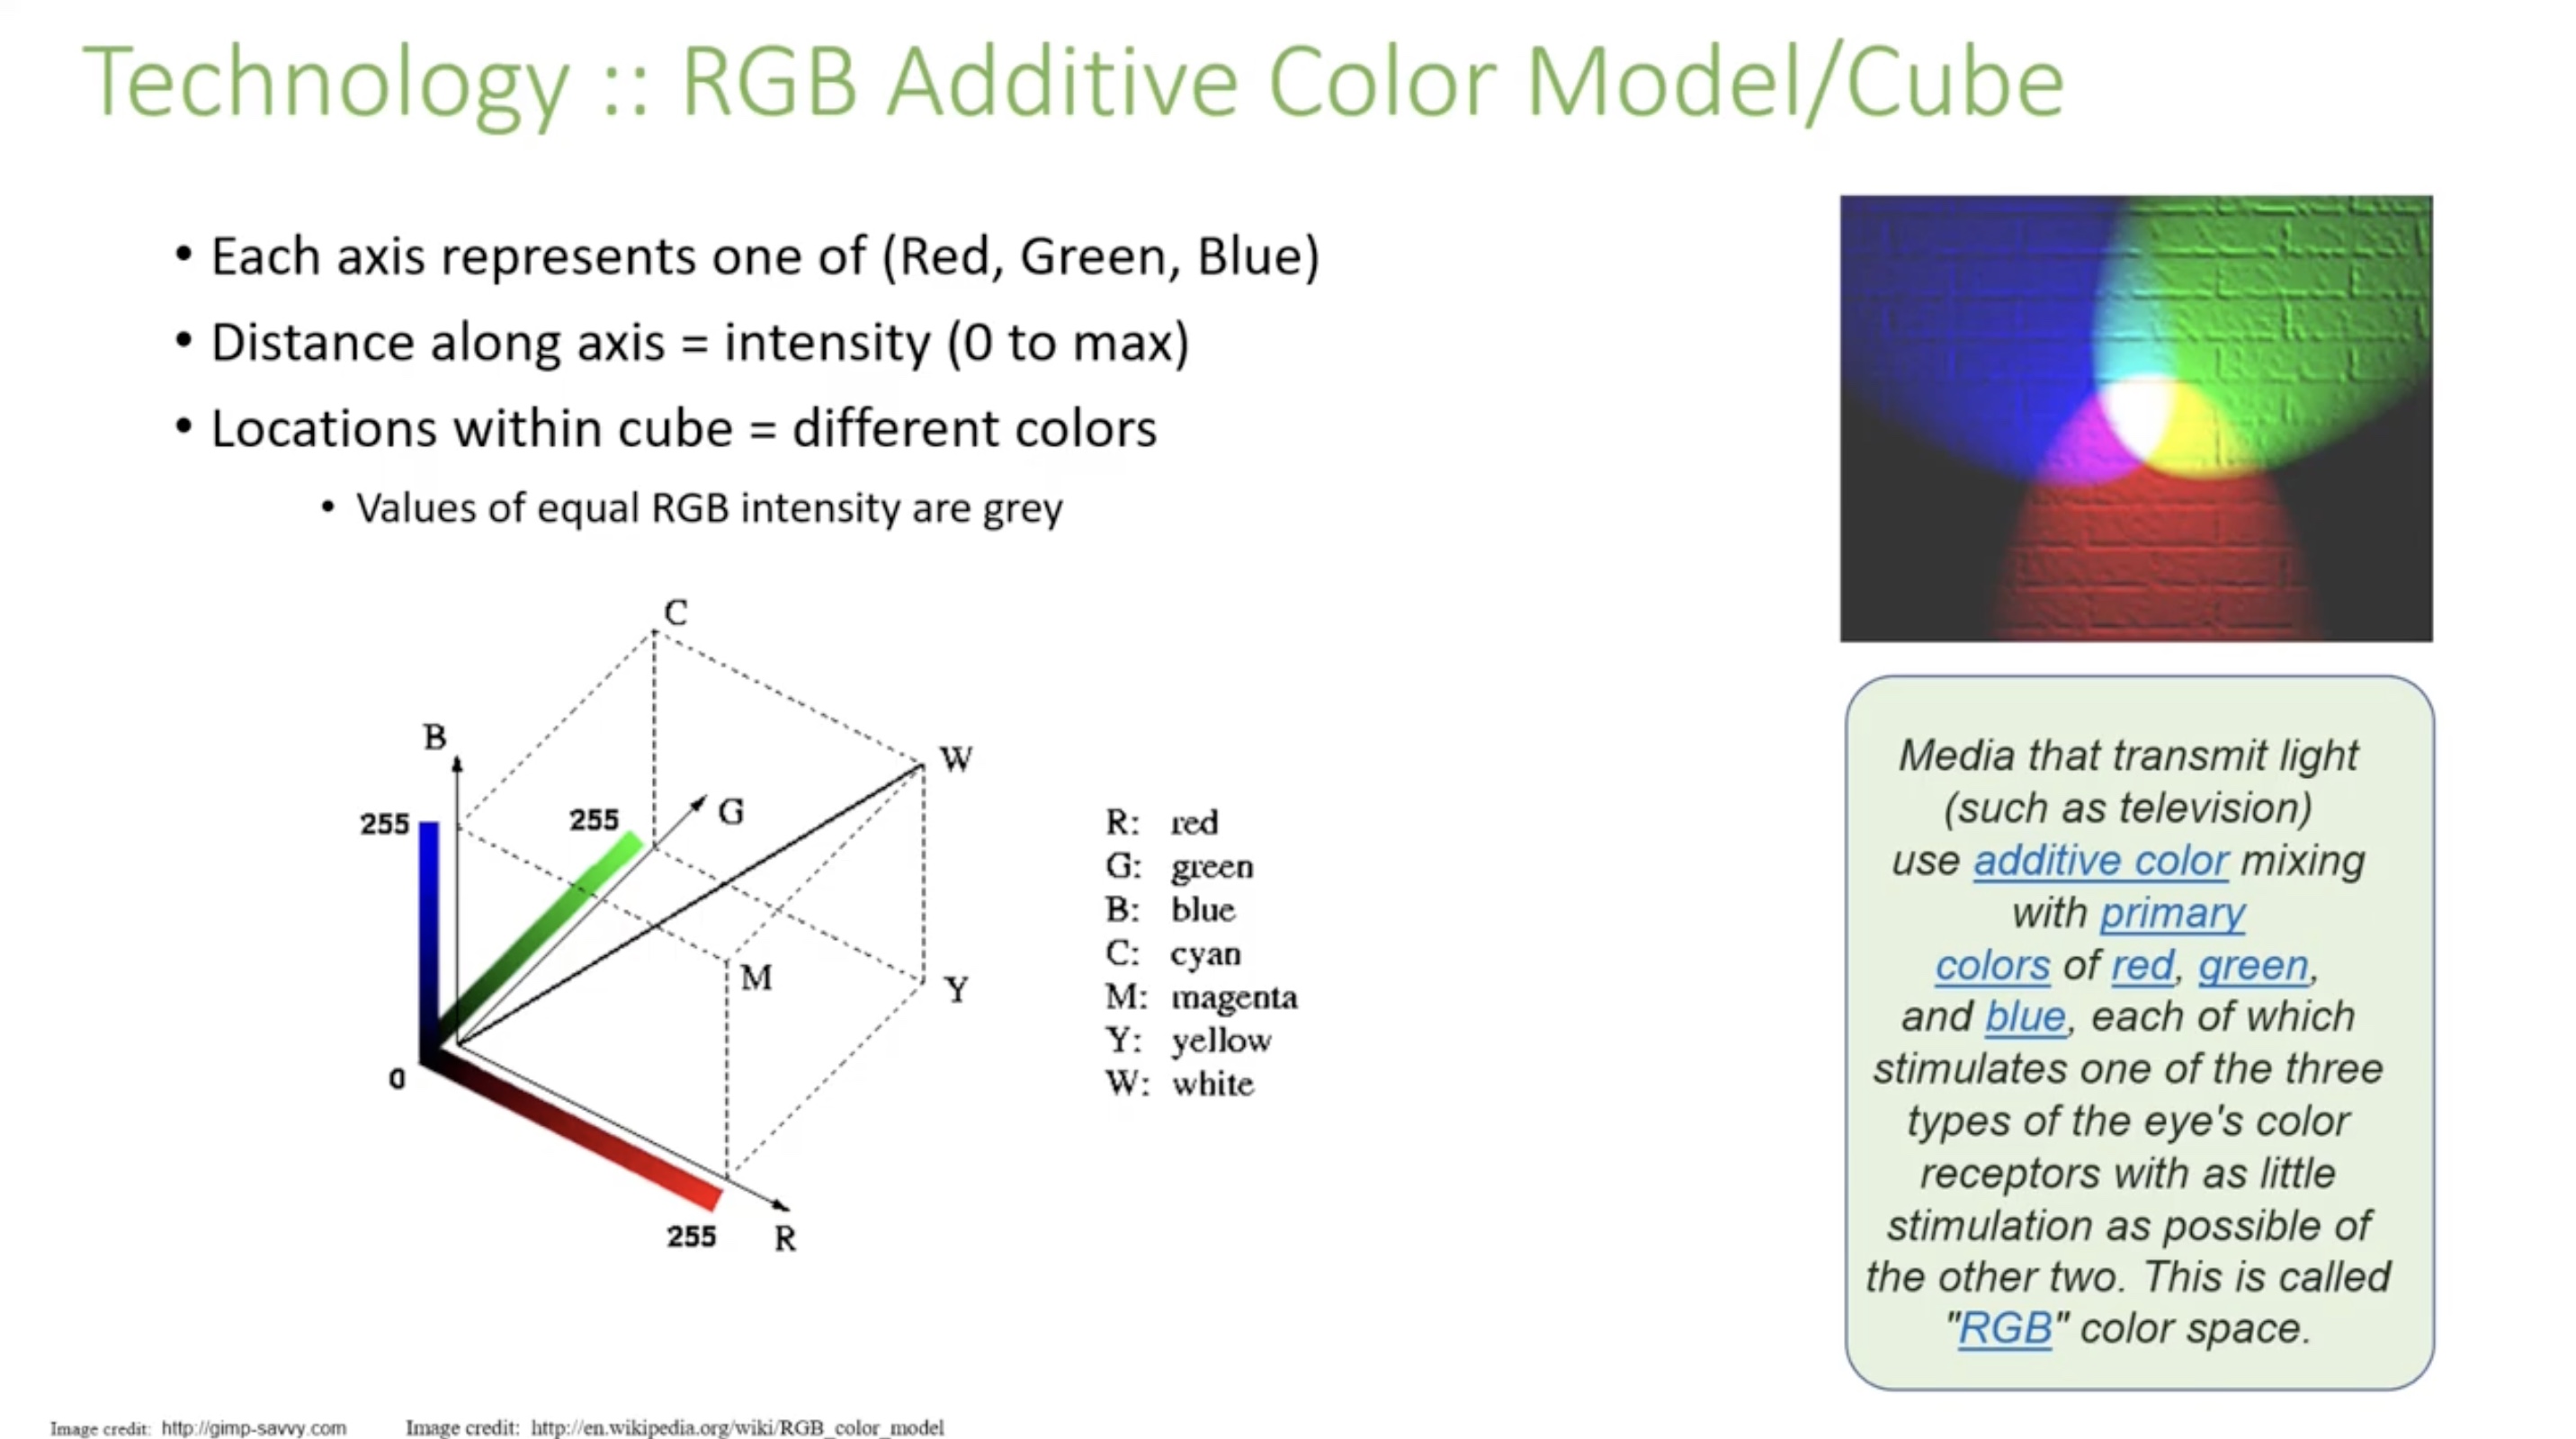 Technology :: RGB Additive Color Model/Cube
• Each axis represents one of (Red, Green, Blue)
• Distance along axis = intensity (0 to max)
• Locations within cube = different colors
• Values of equal RGB intensity are grey
C
B
W
255
255
G
M
Y
0
255
R
R: red
G: green
B: blue
C: cyan
M: magenta
Y: yellow
W: white
Media that transmit light
(such as television)
use additive color mixing
with primary
colors of red, green,
and blue, each of which
stimulates one of the three
types of the eye's color
receptors with as little
stimulation as possible of
the other two. This is called
"RGB" color space.
Image credit: http://gimp-savvy.com
Image credit: http://en.wikipedia.org/wiki/RGB_color_model